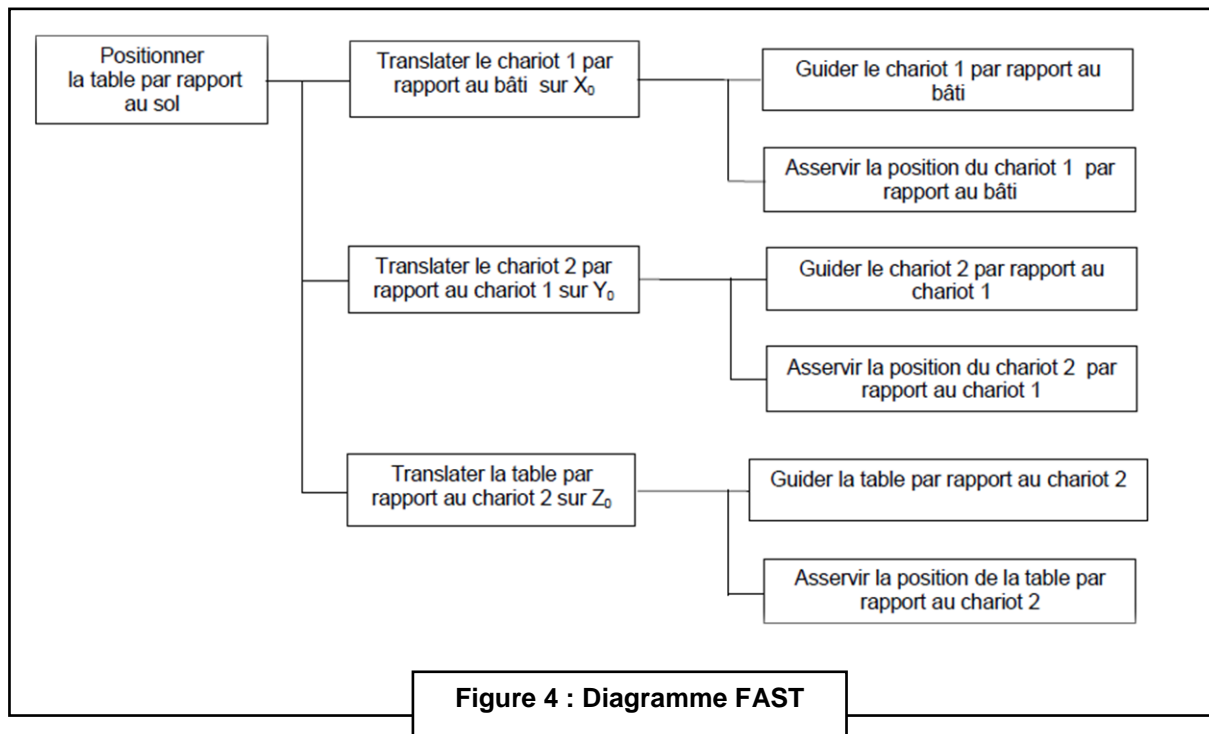 Positionner
la table par rapport
au sol
Translater le chariot 1 par
rapport au bâti sur X₀
Guider le chariot 1 par rapport au
bâti
Asservir la position du chariot 1 par
rapport au bâti
Translater le chariot 2 par
rapport au chariot 1 sur Y₀
Guider le chariot 2 par rapport au
chariot 1
Asservir la position du chariot 2 par
rapport au chariot 1
Translater la table par
rapport au chariot 2 sur Z₀
Guider la table par rapport au chariot 2
Asservir la position de la table par
rapport au chariot 2
Figure 4 : Diagramme FAST